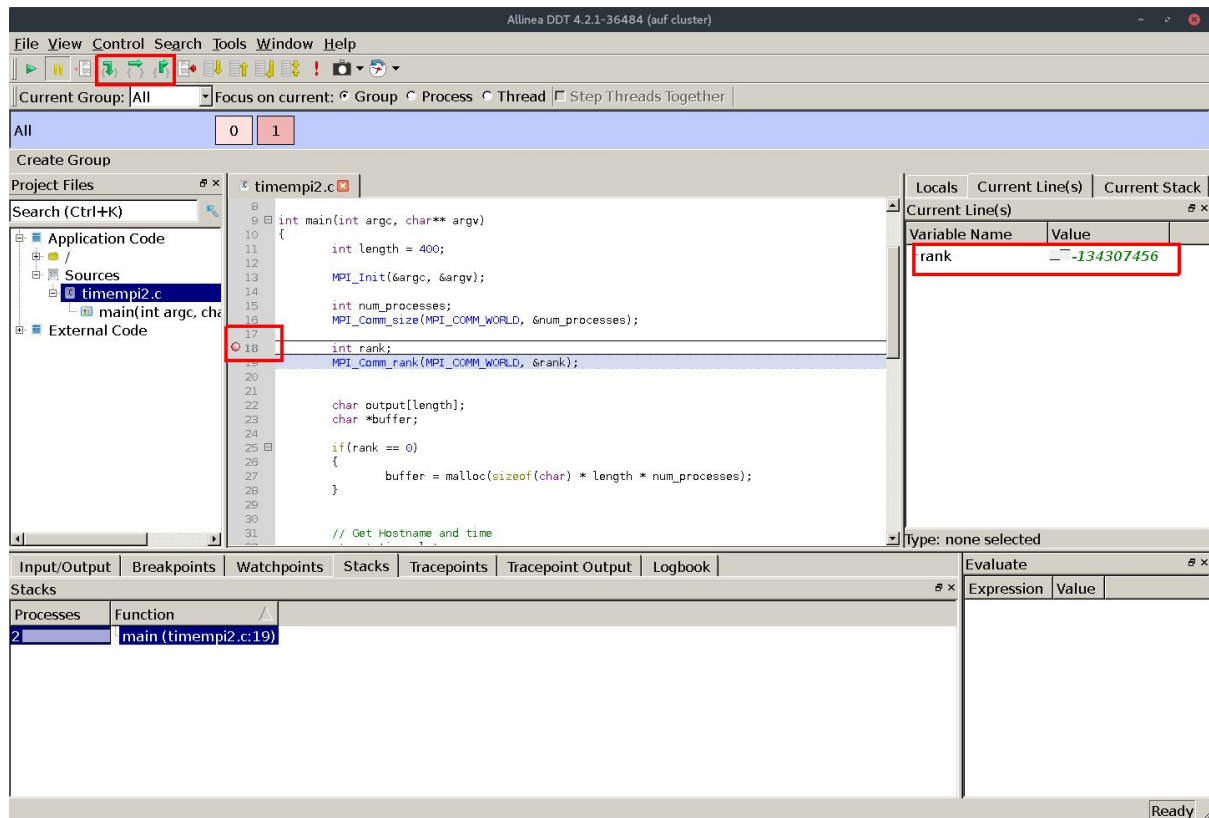 Allinea DDT 4.2.1-36484 (auf cluster)
File View Control Search Tools Window Help
Current Group: All Focus on current: Group Process Thread Step Threads Together
All 0 1
Create Group
Project Files
Search (Ctrl+K)
Application Code
/
Sources
timempi2.c
main(int argc, cha
External Code
timempi2.c
8
9 int main(int argc, char** argv)
10 {
11 int length = 400;
12
13 MPI_Init(&argc, &argv);
14
15 int num_processes;
16 MPI_Comm_size(MPI_COMM_WORLD, &num_processes);
17
18 int rank;
19 MPI_Comm_rank(MPI_COMM_WORLD, &rank);
20
21
22 char output[length];
23 char *buffer;
24
25 if(rank == 0)
26 {
27 buffer = malloc(sizeof(char) * length * num_processes);
28 }
29
30
31 // Get Hostname and time
Locals Current Line(s) Current Stack
Current Line(s)
Variable Name Value
rank -134307456
Type: none selected
Input/Output Breakpoints Watchpoints Stacks Tracepoints Tracepoint Output Logbook
Stacks
Processes Function
2 main (timempi2.c:19)
Evaluate
Expression Value
Ready